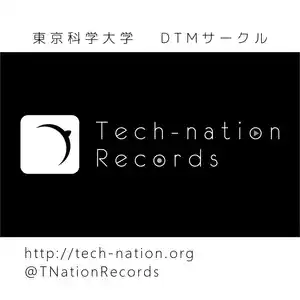 東京科学大学 DTMサークル
Tech-nation
Records
http://tech-nation.org
@TNationRecords